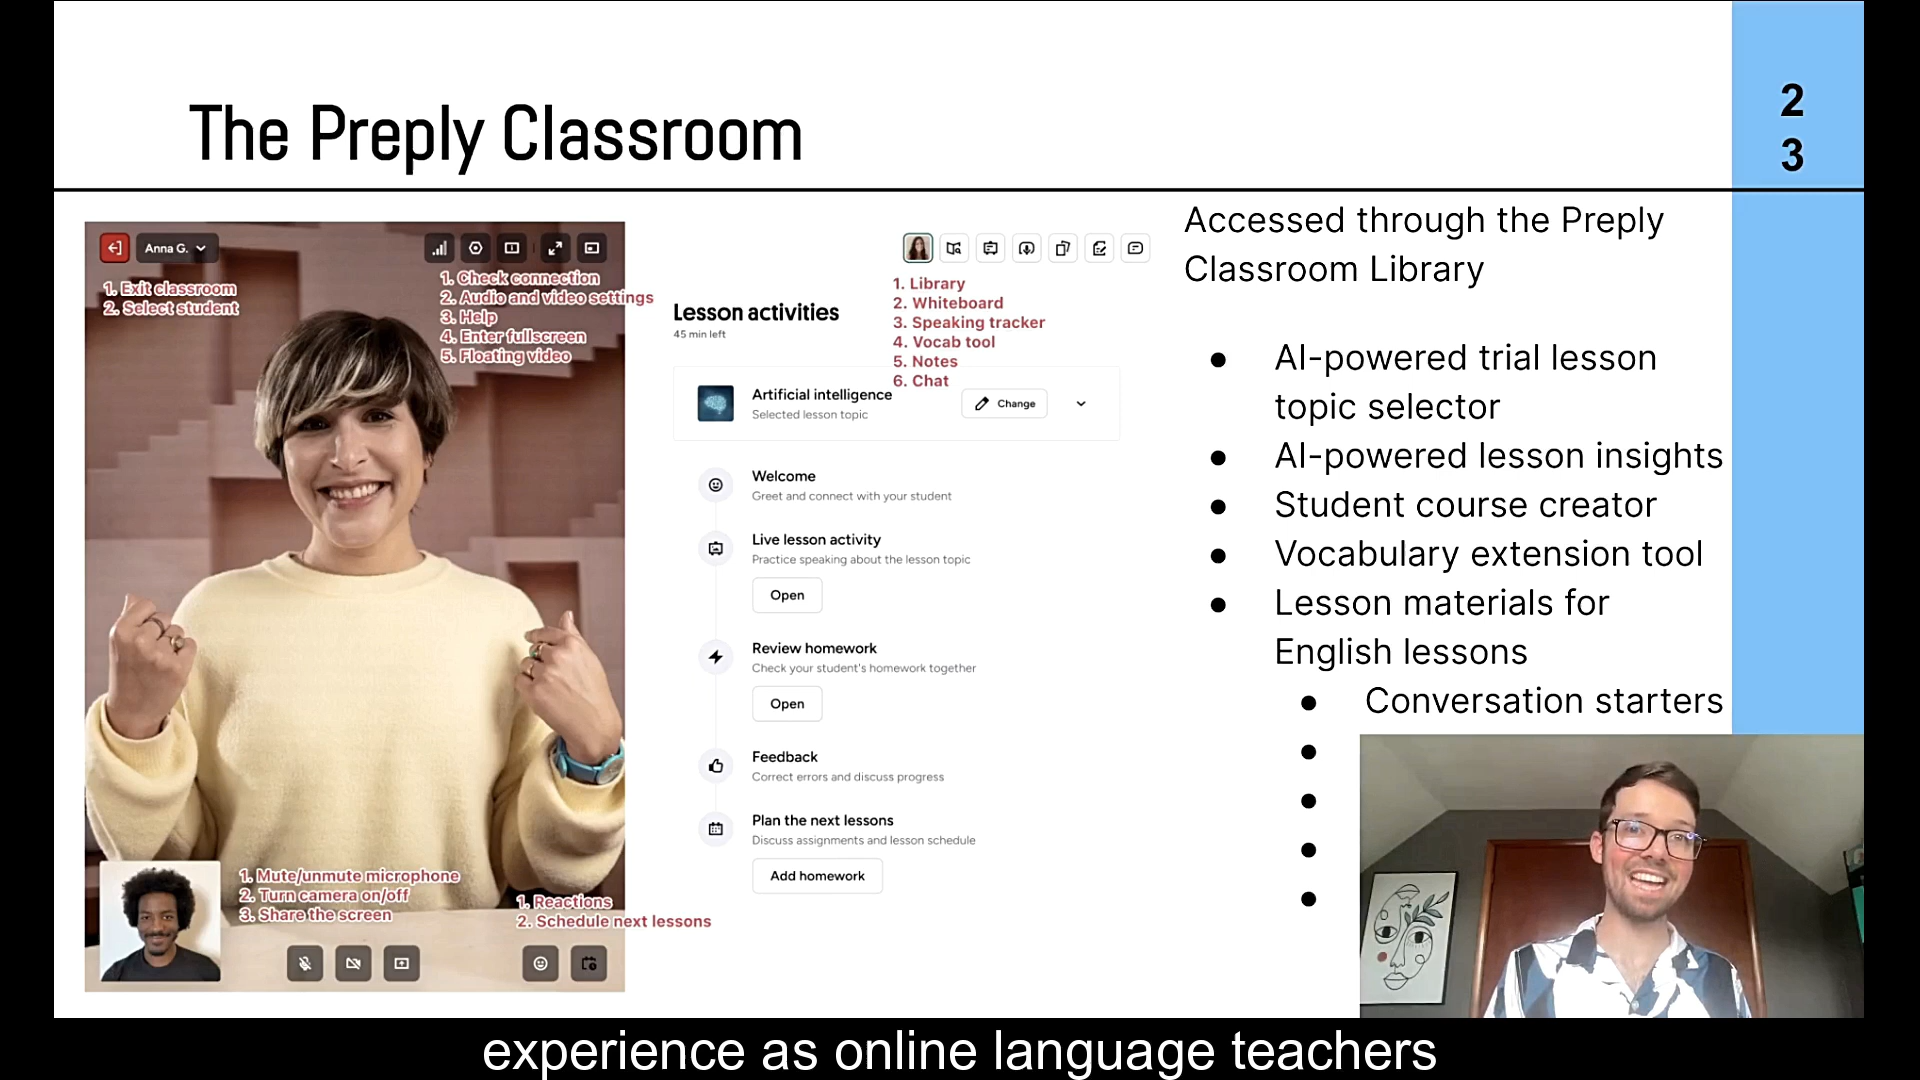 The Preply Classroom
2
3
Anna G.
1. Exit classroom
2. Select student
1. Check connection
2. Audio and video settings
3. Help
4. Enter fullscreen
5. Floating video
1. Mute/unmute microphone
2. Turn camera on/off
3. Share the screen
1. Reactions
2. Schedule next lessons
1. Library
2. Whiteboard
3. Speaking tracker
4. Vocab tool
5. Notes
6. Chat
Lesson activities
45 min left
Artificial intelligence
Selected lesson topic
Change
Welcome
Greet and connect with your student
Live lesson activity
Practice speaking about the lesson topic
Open
Review homework
Check your student's homework together
Open
Feedback
Correct errors and discuss progress
Plan the next lessons
Discuss assignments and lesson schedule
Add homework
Accessed through the Preply
Classroom Library
● AI-powered trial lesson
topic selector
● AI-powered lesson insights
● Student course creator
● Vocabulary extension tool
● Lesson materials for
English lessons
● Conversation starters
experience as online language teachers